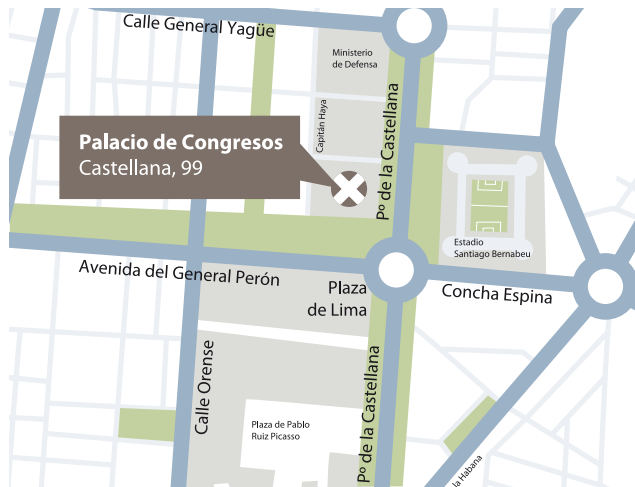 Calle General Yagüe
Ministerio
de Defensa
Capitán Haya
Pº de la Castellana
Palacio de Congresos
Castellana, 99
Estadio
Santiago Bernabeu
Avenida del General Perón
Plaza
de Lima
Concha Espina
Calle Orense
Pº de la Castellana
Plaza de Pablo
Ruiz Picasso
la Habana